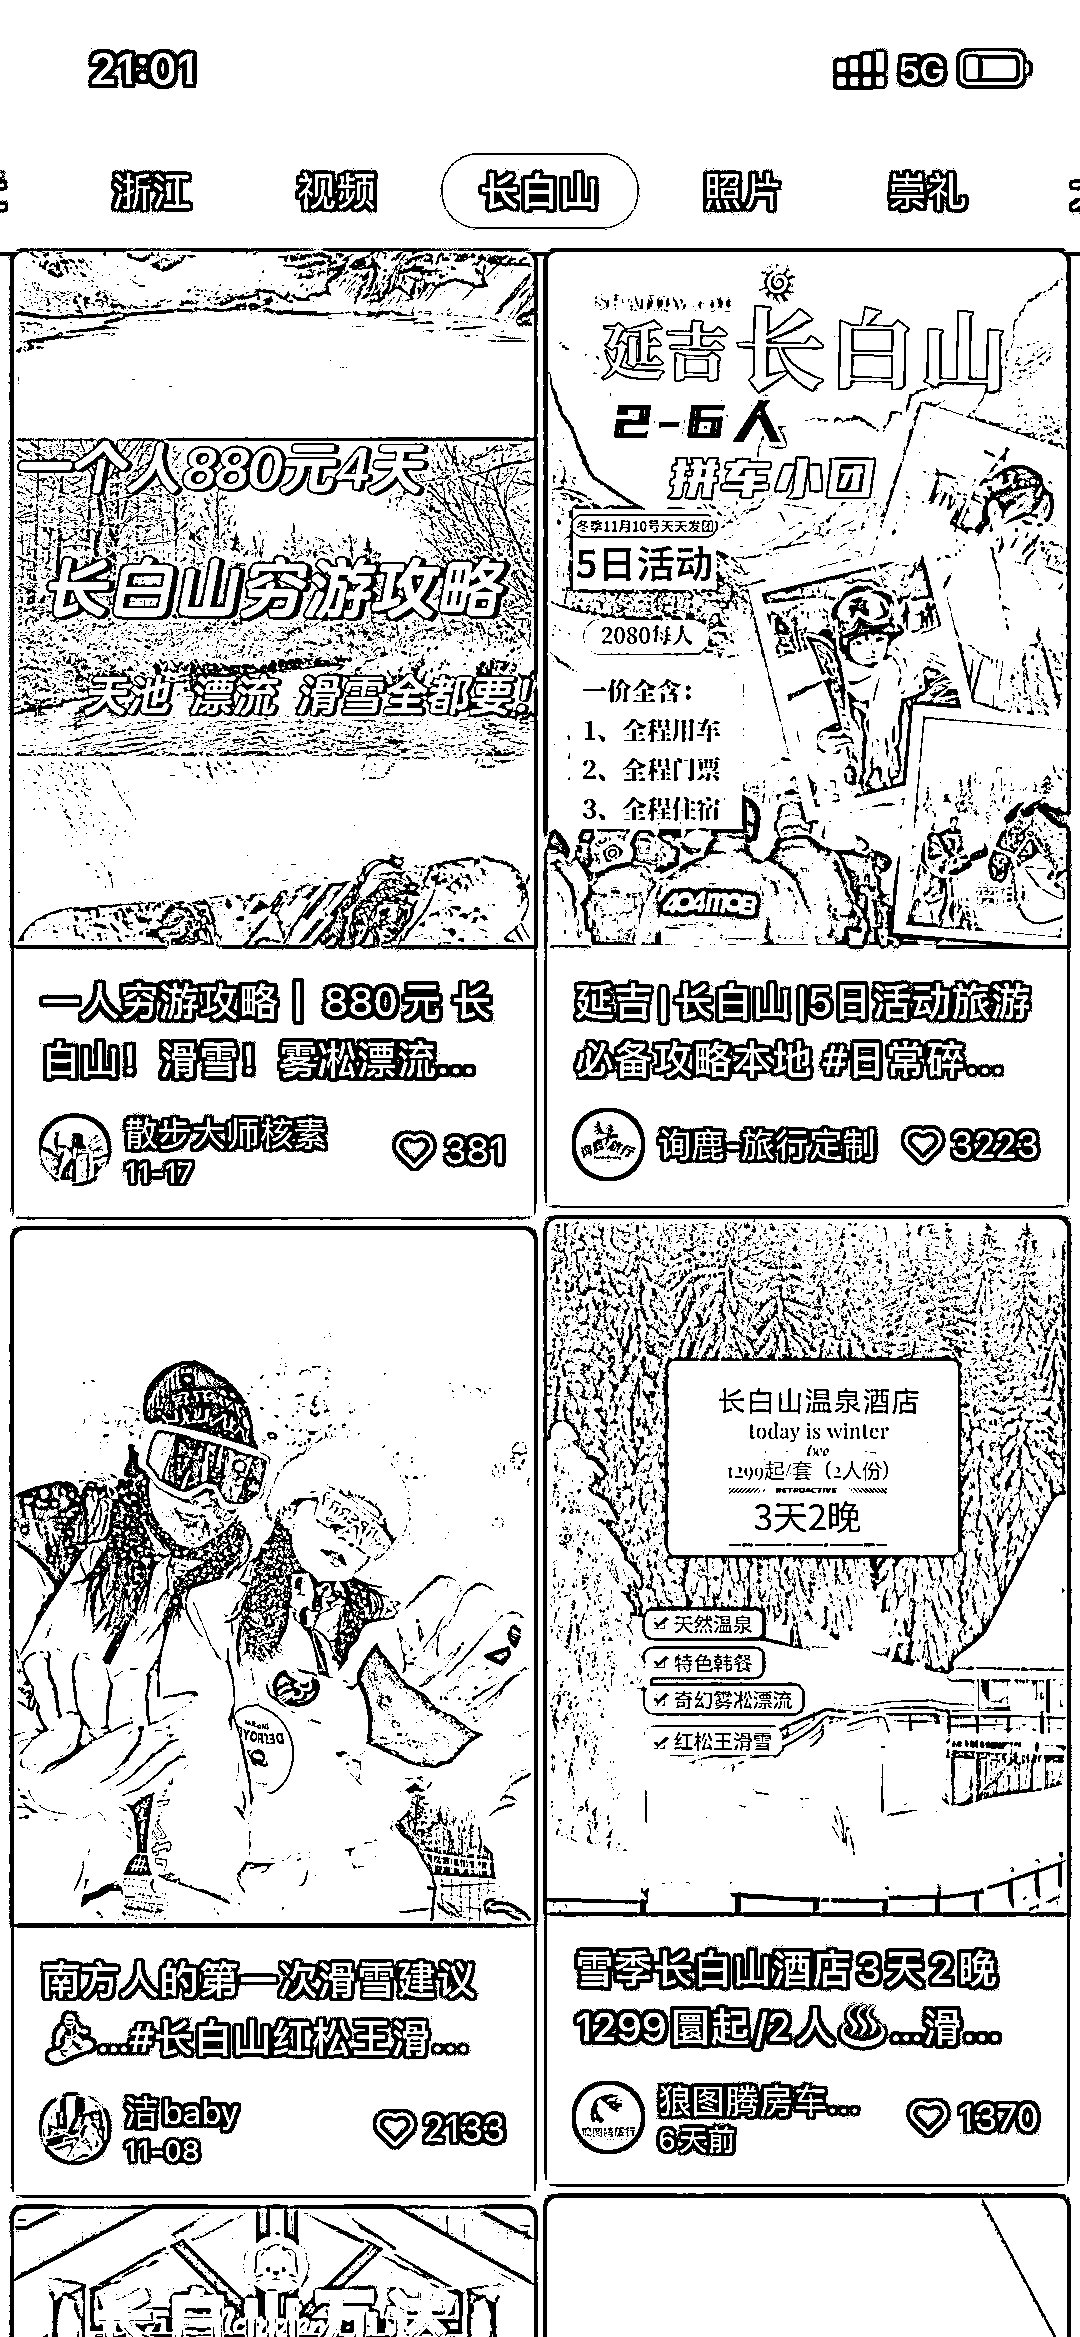 21:01
5G
浙江
视频
长白山
照片
崇礼
一个人880元4天
长白山穷游攻略
天池 漂流 滑雪全都要!
一人穷游攻略｜880元 长
白山！滑雪！雾凇漂流...
散步大师核素
11-17
381
延吉长白山
2-6人
拼车小团
冬季11月10号天天发团
5日活动
2080每人
一价全含：
1、全程用车
2、全程门票
3、全程住宿
404MOB
延吉|长白山|5日活动旅游
必备攻略本地 #日常碎...
询鹿-旅行定制
3223
南方人的第一次滑雪建议
...#长白山红松王滑...
洁baby
11-08
2133
长白山温泉酒店
today is winter
1299起/套（2人份）
RETROACTIVE
3天2晚
天然温泉
特色韩餐
奇幻雾凇漂流
红松王滑雪
雪季长白山酒店3天2晚
1299圆起/2人♨️...滑...
狼图腾房车...
6天前
1370
长白山万达